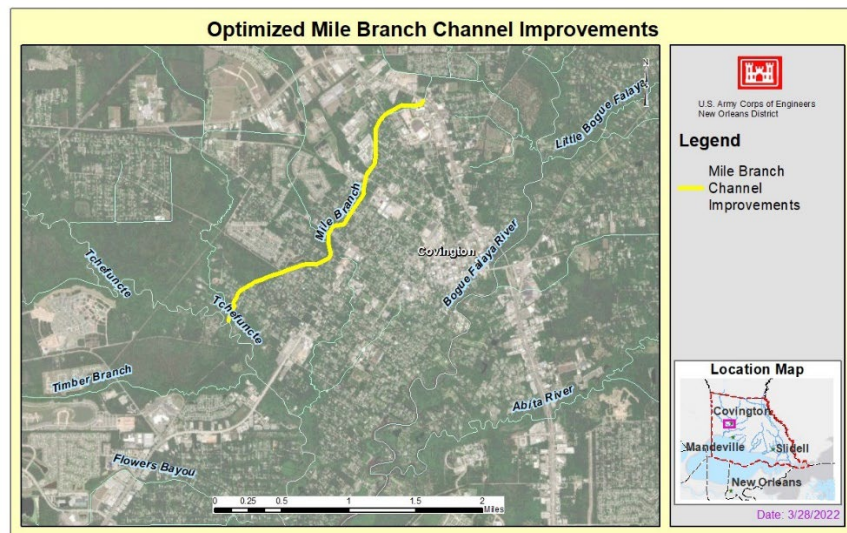 Optimized Mile Branch Channel Improvements
N
Little Bogue Falaya
Mile Branch
Covington
Bogue Falaya River
Tchefuncte
Tchefuncte
Timber Branch
Abita River
Flowers Bayou
0 0.25 0.5 1 1.5 2
Miles
U.S. Army Corps of Engineers
New Orleans District
Legend
Mile Branch
Channel
Improvements
Location Map
Covington
Mandeville
Slidell
New Orleans
Date: 3/28/2022